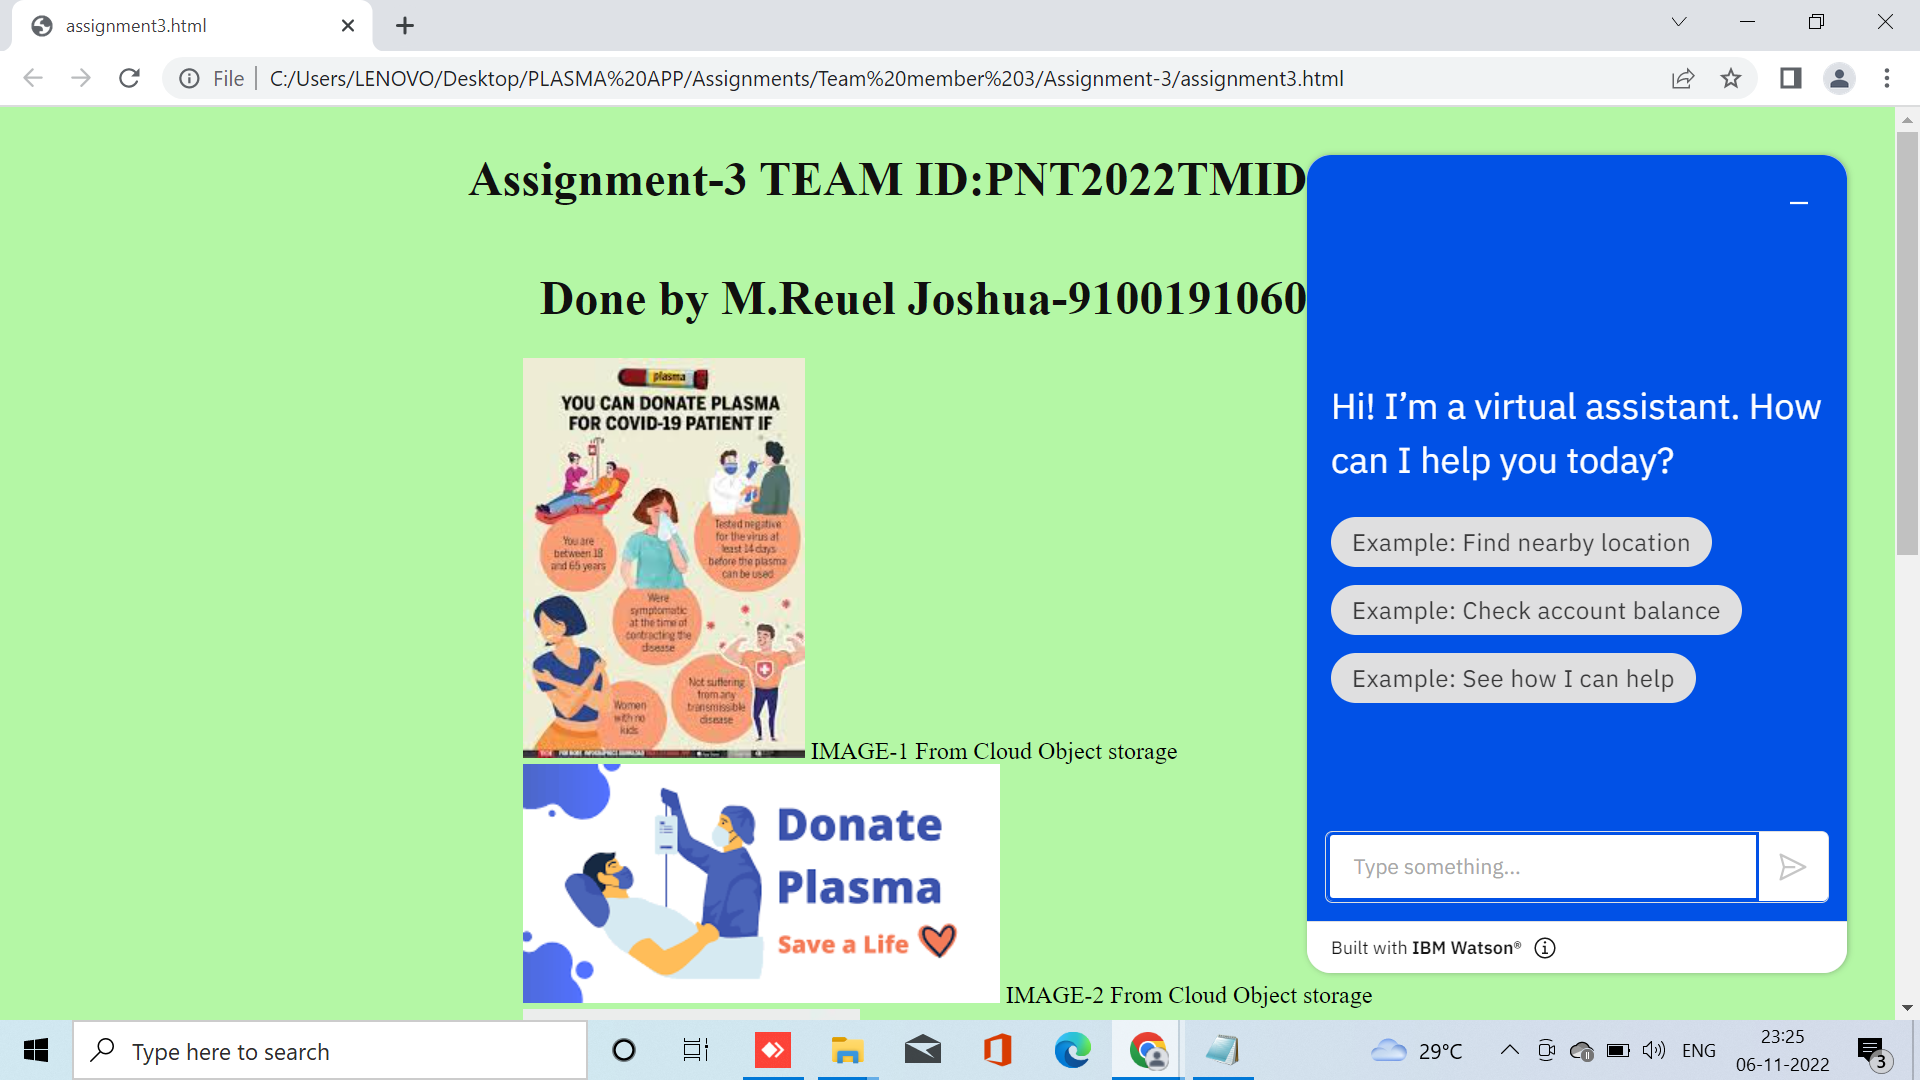 assignment3.html
File
C:/Users/LENOVO/Desktop/PLASMA%20APP/Assignments/Team%20member%203/Assignment-3/assignment3.html
Assignment-3 TEAM ID:PNT2022TMID
Done by M.Reuel Joshua-9100191060
plasma
YOU CAN DONATE PLASMA
FOR COVID-19 PATIENT IF
You are
between 18
and 65 years
Tested negative
for the virus at
least 14 days
before the plasma
can be used
Were
symptomatic
at the time of
contracting the
disease
Women
with no
kids
Not suffering
from any
transmissible
disease
IMAGE-1 From Cloud Object storage
Donate
Plasma
Save a Life
IMAGE-2 From Cloud Object storage
Hi! I’m a virtual assistant. How
can I help you today?
Example: Find nearby location
Example: Check account balance
Example: See how I can help
Type something...
Built with IBM Watson®
Type here to search
29°C
ENG
23:25
06-11-2022
3